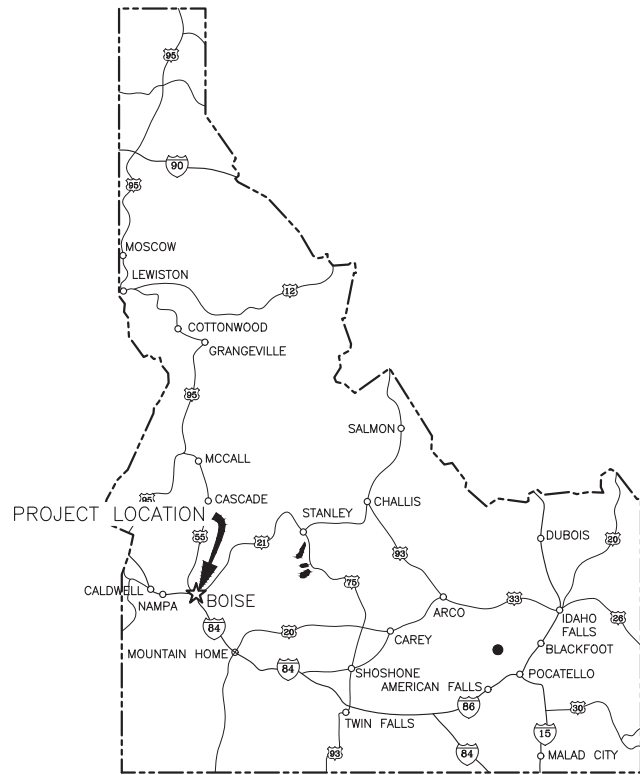 95
90
95
MOSCOW
LEWISTON
12
COTTONWOOD
GRANGEVILLE
95
SALMON
MCCALL
95
CASCADE
CHALLIS
STANLEY
PROJECT LOCATION
55
21
93
DUBOIS
20
75
CALDWELL
NAMPA
BOISE
ARCO
33
IDAHO
FALLS
26
84
20
CAREY
BLACKFOOT
MOUNTAIN HOME
84
SHOSHONE
POCATELLO
AMERICAN FALLS
86
30
TWIN FALLS
93
84
15
MALAD CITY